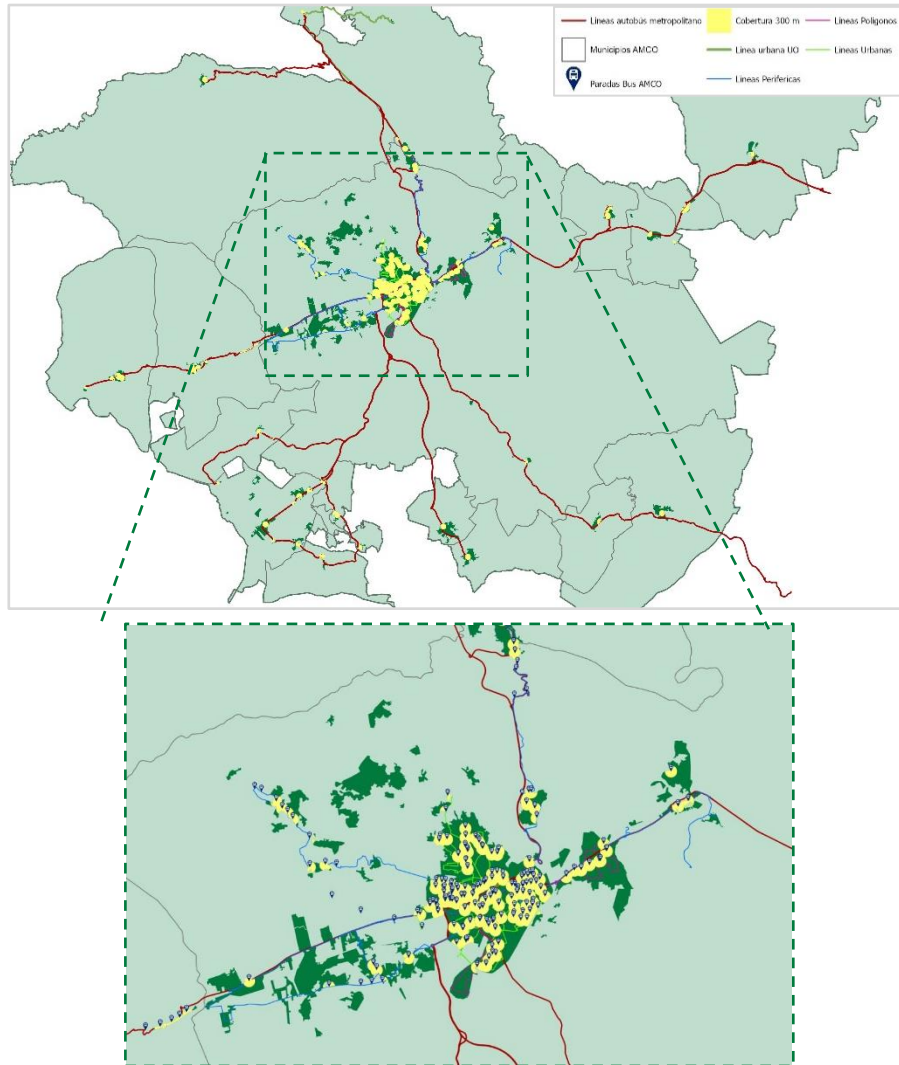 Líneas autobús metropolitano
Cobertura 300 m
Líneas Polígonos
Municipios AMCO
Línea urbana UO
Líneas Urbanas
Paradas Bus AMCO
Líneas Periféricas